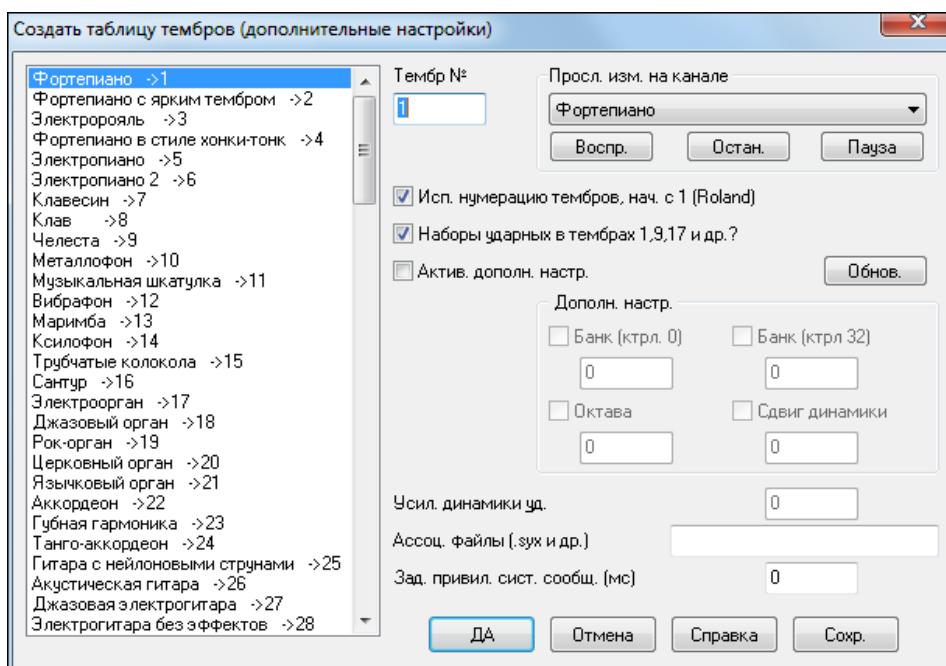 Создать таблицу тембров (дополнительные настройки)
Фортепиано ->1
Фортепиано с ярким тембром ->2
Электророяль ->3
Фортепиано в стиле хонки-тонк ->4
Электропиано ->5
Электропиано 2 ->6
Клавесин ->7
Клав ->8
Челеста ->9
Металлофон ->10
Музыкальная шкатулка ->11
Вибрафон ->12
Маримба ->13
Ксилофон ->14
Трубчатые колокола ->15
Сантур ->16
Электроорган ->17
Джазовый орган ->18
Рок-орган ->19
Церковный орган ->20
Язычковый орган ->21
Аккордеон ->22
Губная гармоника ->23
Танго-аккордеон ->24
Гитара с нейлоновыми струнами ->25
Акустическая гитара ->26
Джазовая электрогитара ->27
Электрогитара без эффектов ->28
Тембр №
1
Просл. изм. на канале
Фортепиано
Воспр. Остан. Пауза
Исп. нумерацию тембров, нач. с 1 (Roland)
Наборы ударных в тембрах 1,9,17 и др.?
Актив. дополн. настр. Обнов.
Дополн. настр.
Банк (ктрл. 0) Банк (ктрл 32)
0 0
Октава Сдвиг динамики
0 0
Усил. динамики уд. 0
Ассоц. файлы (.syx и др.)
Зад. привил. сист. сообщ. (мс) 0
ДА Отмена Справка Сохр.